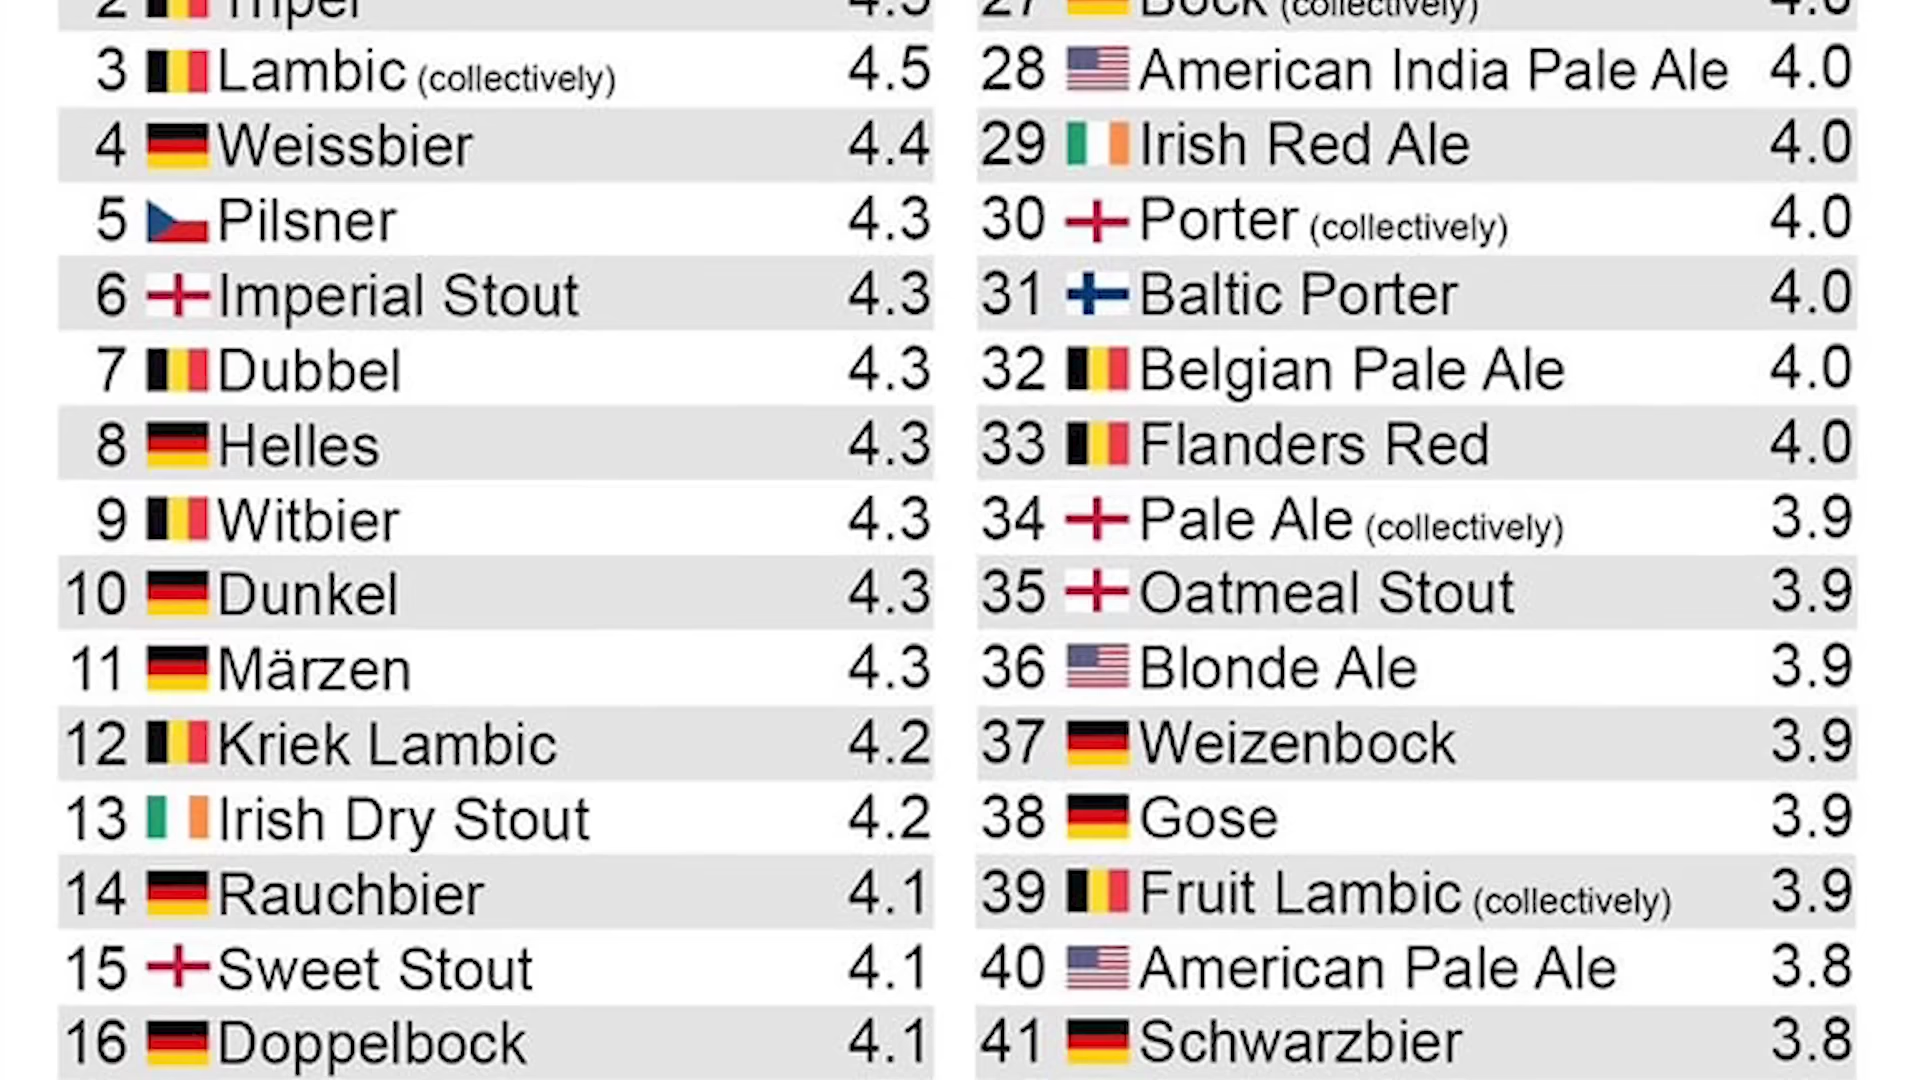 2 Tripel 4.5
3 Lambic (collectively) 4.5
4 Weissbier 4.4
5 Pilsner 4.3
6 Imperial Stout 4.3
7 Dubbel 4.3
8 Helles 4.3
9 Witbier 4.3
10 Dunkel 4.3
11 Märzen 4.3
12 Kriek Lambic 4.2
13 Irish Dry Stout 4.2
14 Rauchbier 4.1
15 Sweet Stout 4.1
16 Doppelbock 4.1
27 Bock (collectively)
28 American India Pale Ale 4.0
29 Irish Red Ale 4.0
30 Porter (collectively) 4.0
31 Baltic Porter 4.0
32 Belgian Pale Ale 4.0
33 Flanders Red 4.0
34 Pale Ale (collectively) 3.9
35 Oatmeal Stout 3.9
36 Blonde Ale 3.9
37 Weizenbock 3.9
38 Gose 3.9
39 Fruit Lambic (collectively) 3.9
40 American Pale Ale 3.8
41 Schwarzbier 3.8